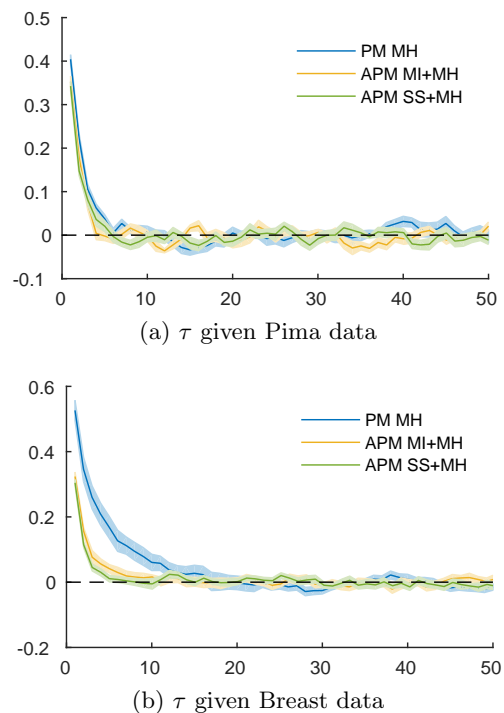 0.5
0.4
0.3
0.2
0.1
0
-0.1
PM MH
APM MI+MH
APM SS+MH
0 10 20 30 40 50
(a) τ given Pima data
0.6
0.4
0.2
0
-0.2
PM MH
APM MI+MH
APM SS+MH
0 10 20 30 40 50
(b) τ given Breast data